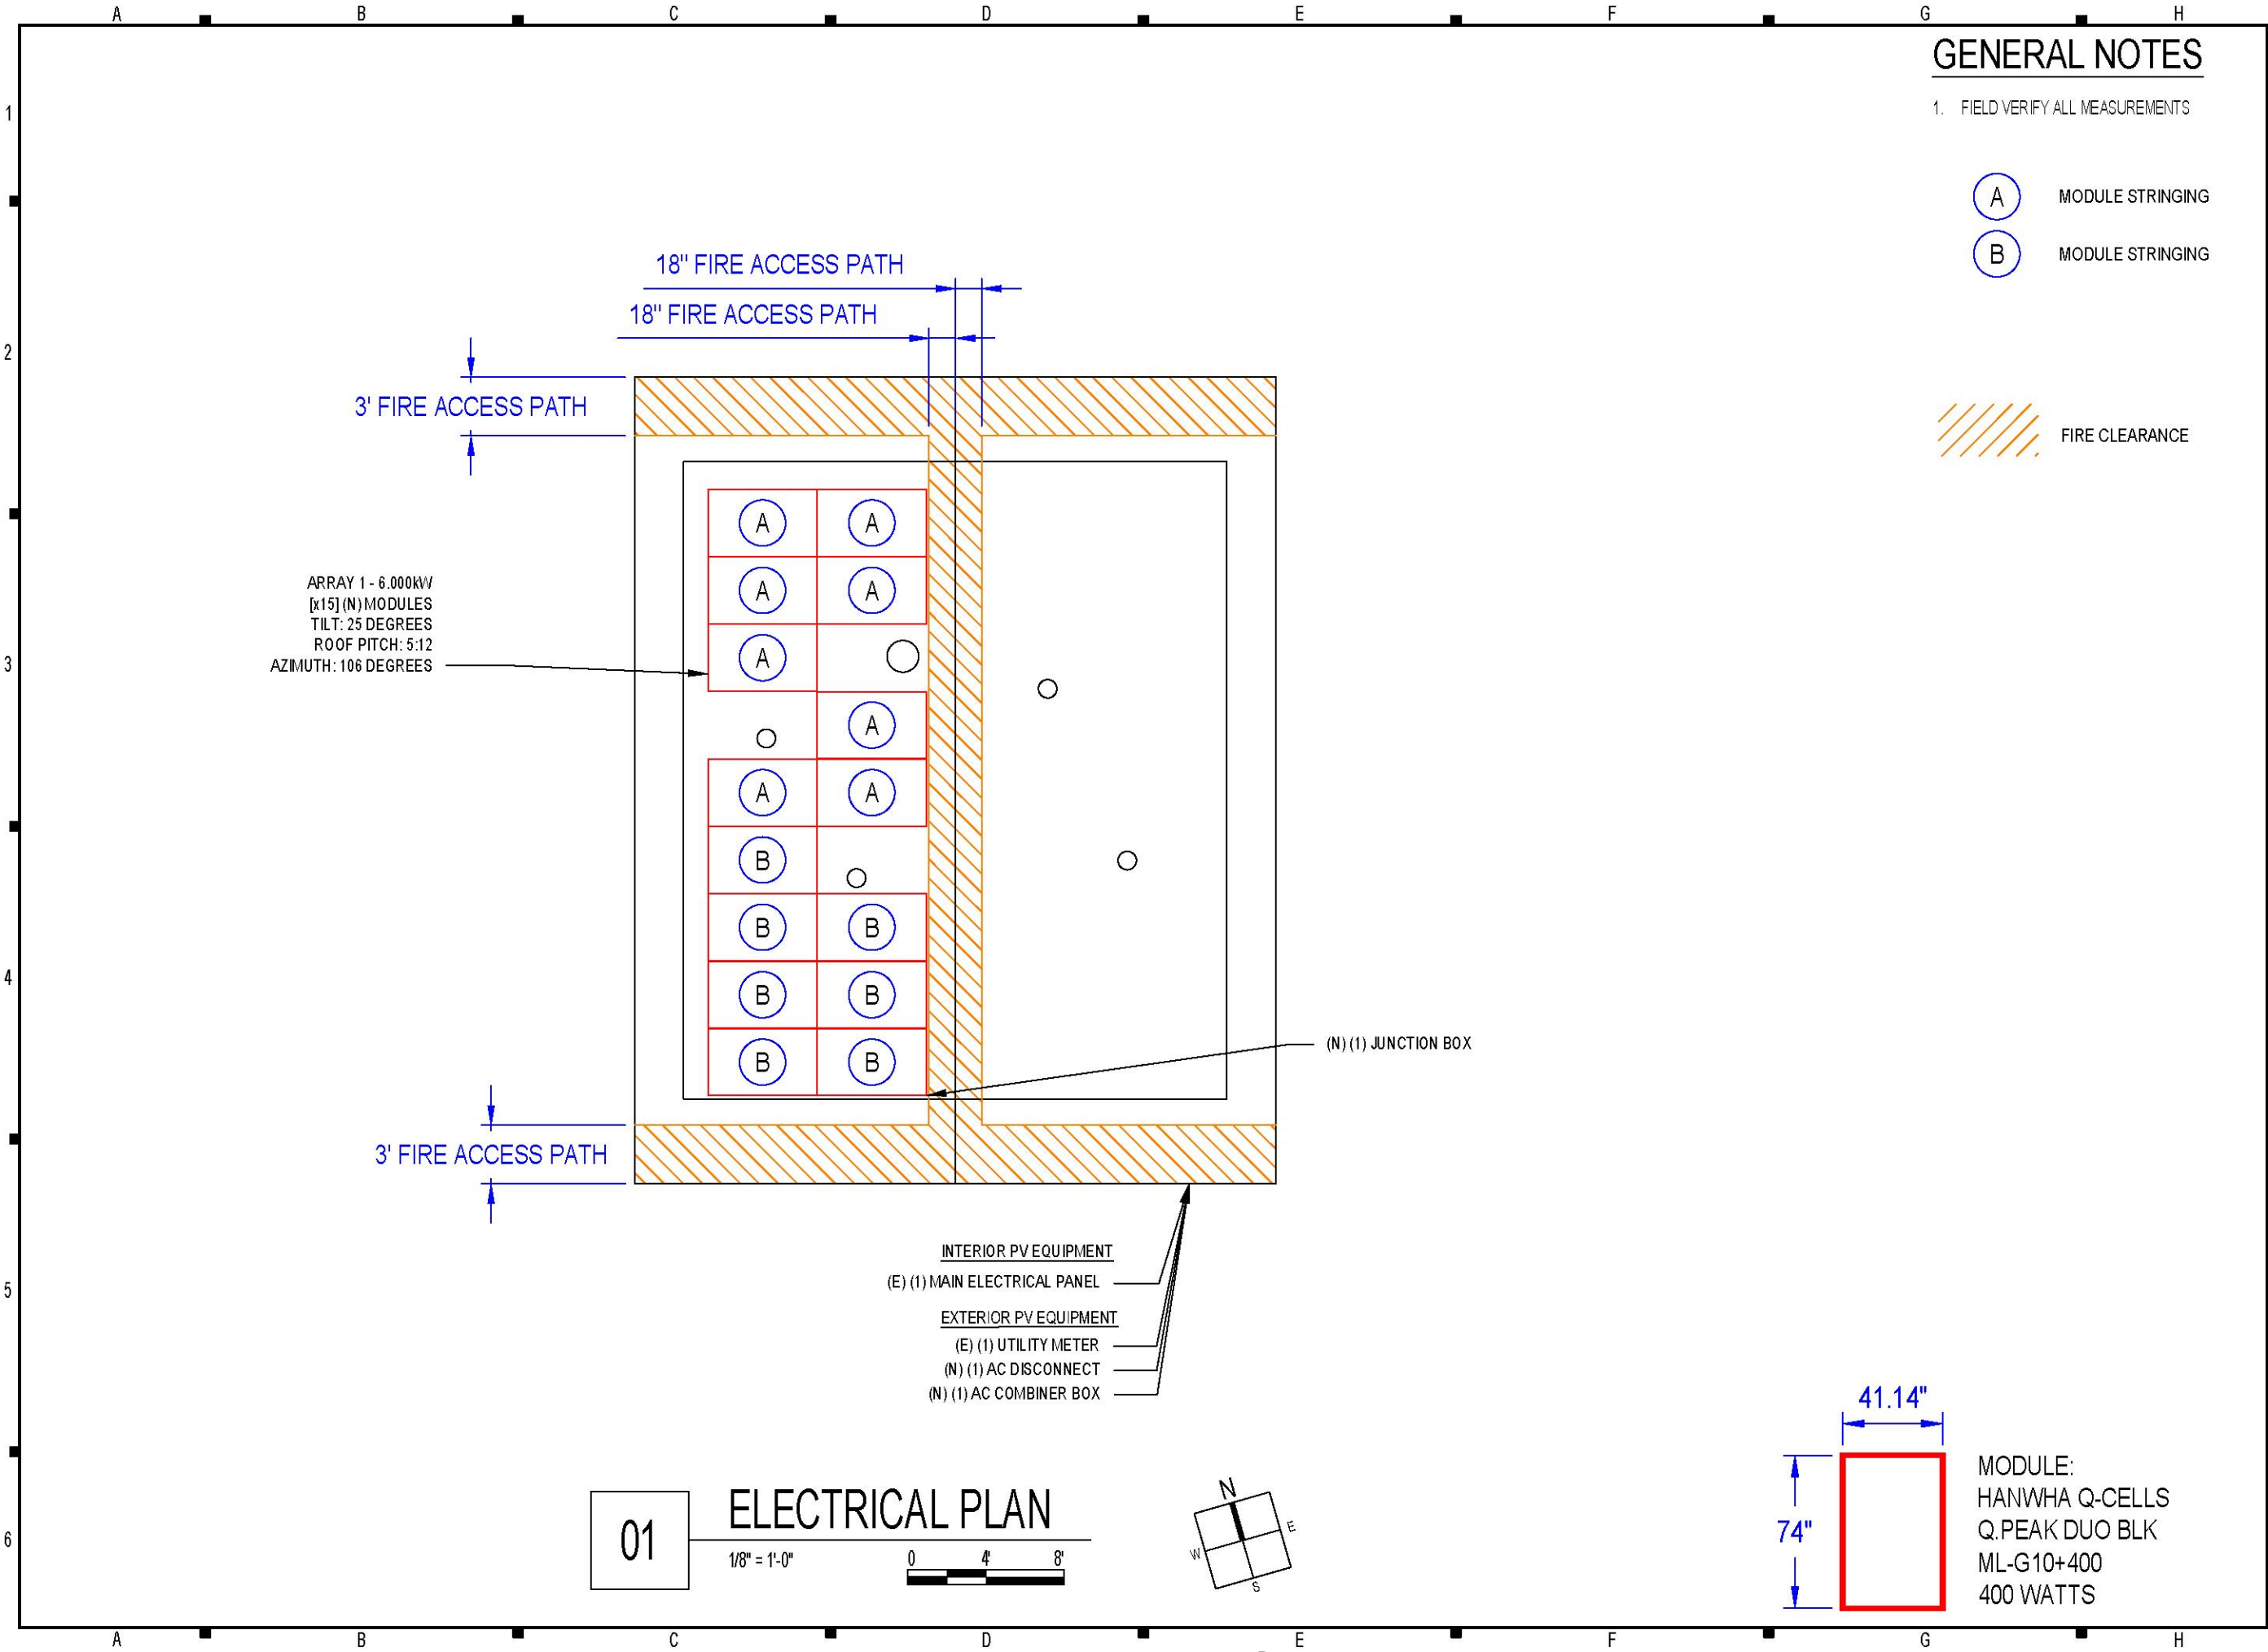 A B C D E F G H
GENERAL NOTES
1. FIELD VERIFY ALL MEASUREMENTS
1
A MODULE STRINGING
B MODULE STRINGING
18" FIRE ACCESS PATH
18" FIRE ACCESS PATH
2
3' FIRE ACCESS PATH
FIRE CLEARANCE
A A
A A
ARRAY 1 - 6.000kW
[x15] (N) MODULES
TILT: 25 DEGREES
ROOF PITCH: 5:12
AZIMUTH: 106 DEGREES
3
A
A
A A
B
B B
4
B B
(N) (1) JUNCTION BOX
B B
3' FIRE ACCESS PATH
INTERIOR PV EQUIPMENT
(E) (1) MAIN ELECTRICAL PANEL
5
EXTERIOR PV EQUIPMENT
(E) (1) UTILITY METER
(N) (1) AC DISCONNECT
(N) (1) AC COMBINER BOX
41.14"
74"
MODULE:
HANWHA Q-CELLS
Q.PEAK DUO BLK
ML-G10+400
400 WATTS
6
01
ELECTRICAL PLAN
1/8" = 1'-0"
0 4' 8'
N
E
W
S
A B C D E F G H